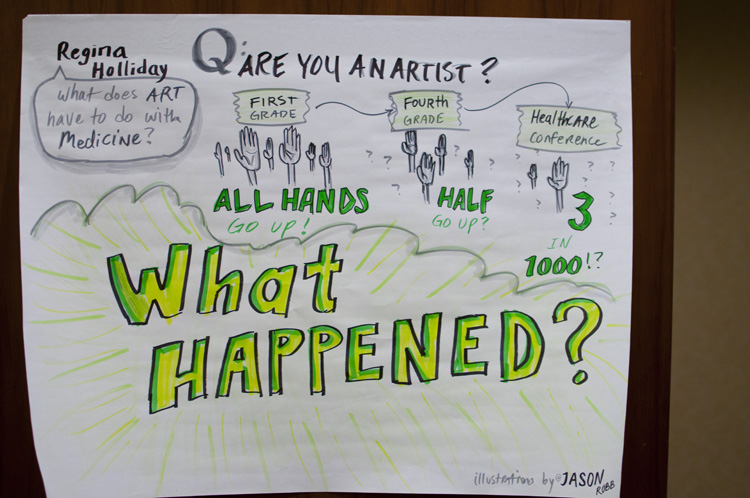 Regina
Holliday
What does ART
have to do with
Medicine?
Q: ARE YOU AN ARTIST?
FIRST
GRADE
FOURTH
GRADE
HealthCARE
Conference
? ? ? ? ? ? ? ? ? ? ? ?
ALL HANDS
GO UP!
HALF
GO UP?
3
IN
1000!?
What
HAPPENED?
illustrations by @JASON
ROBB